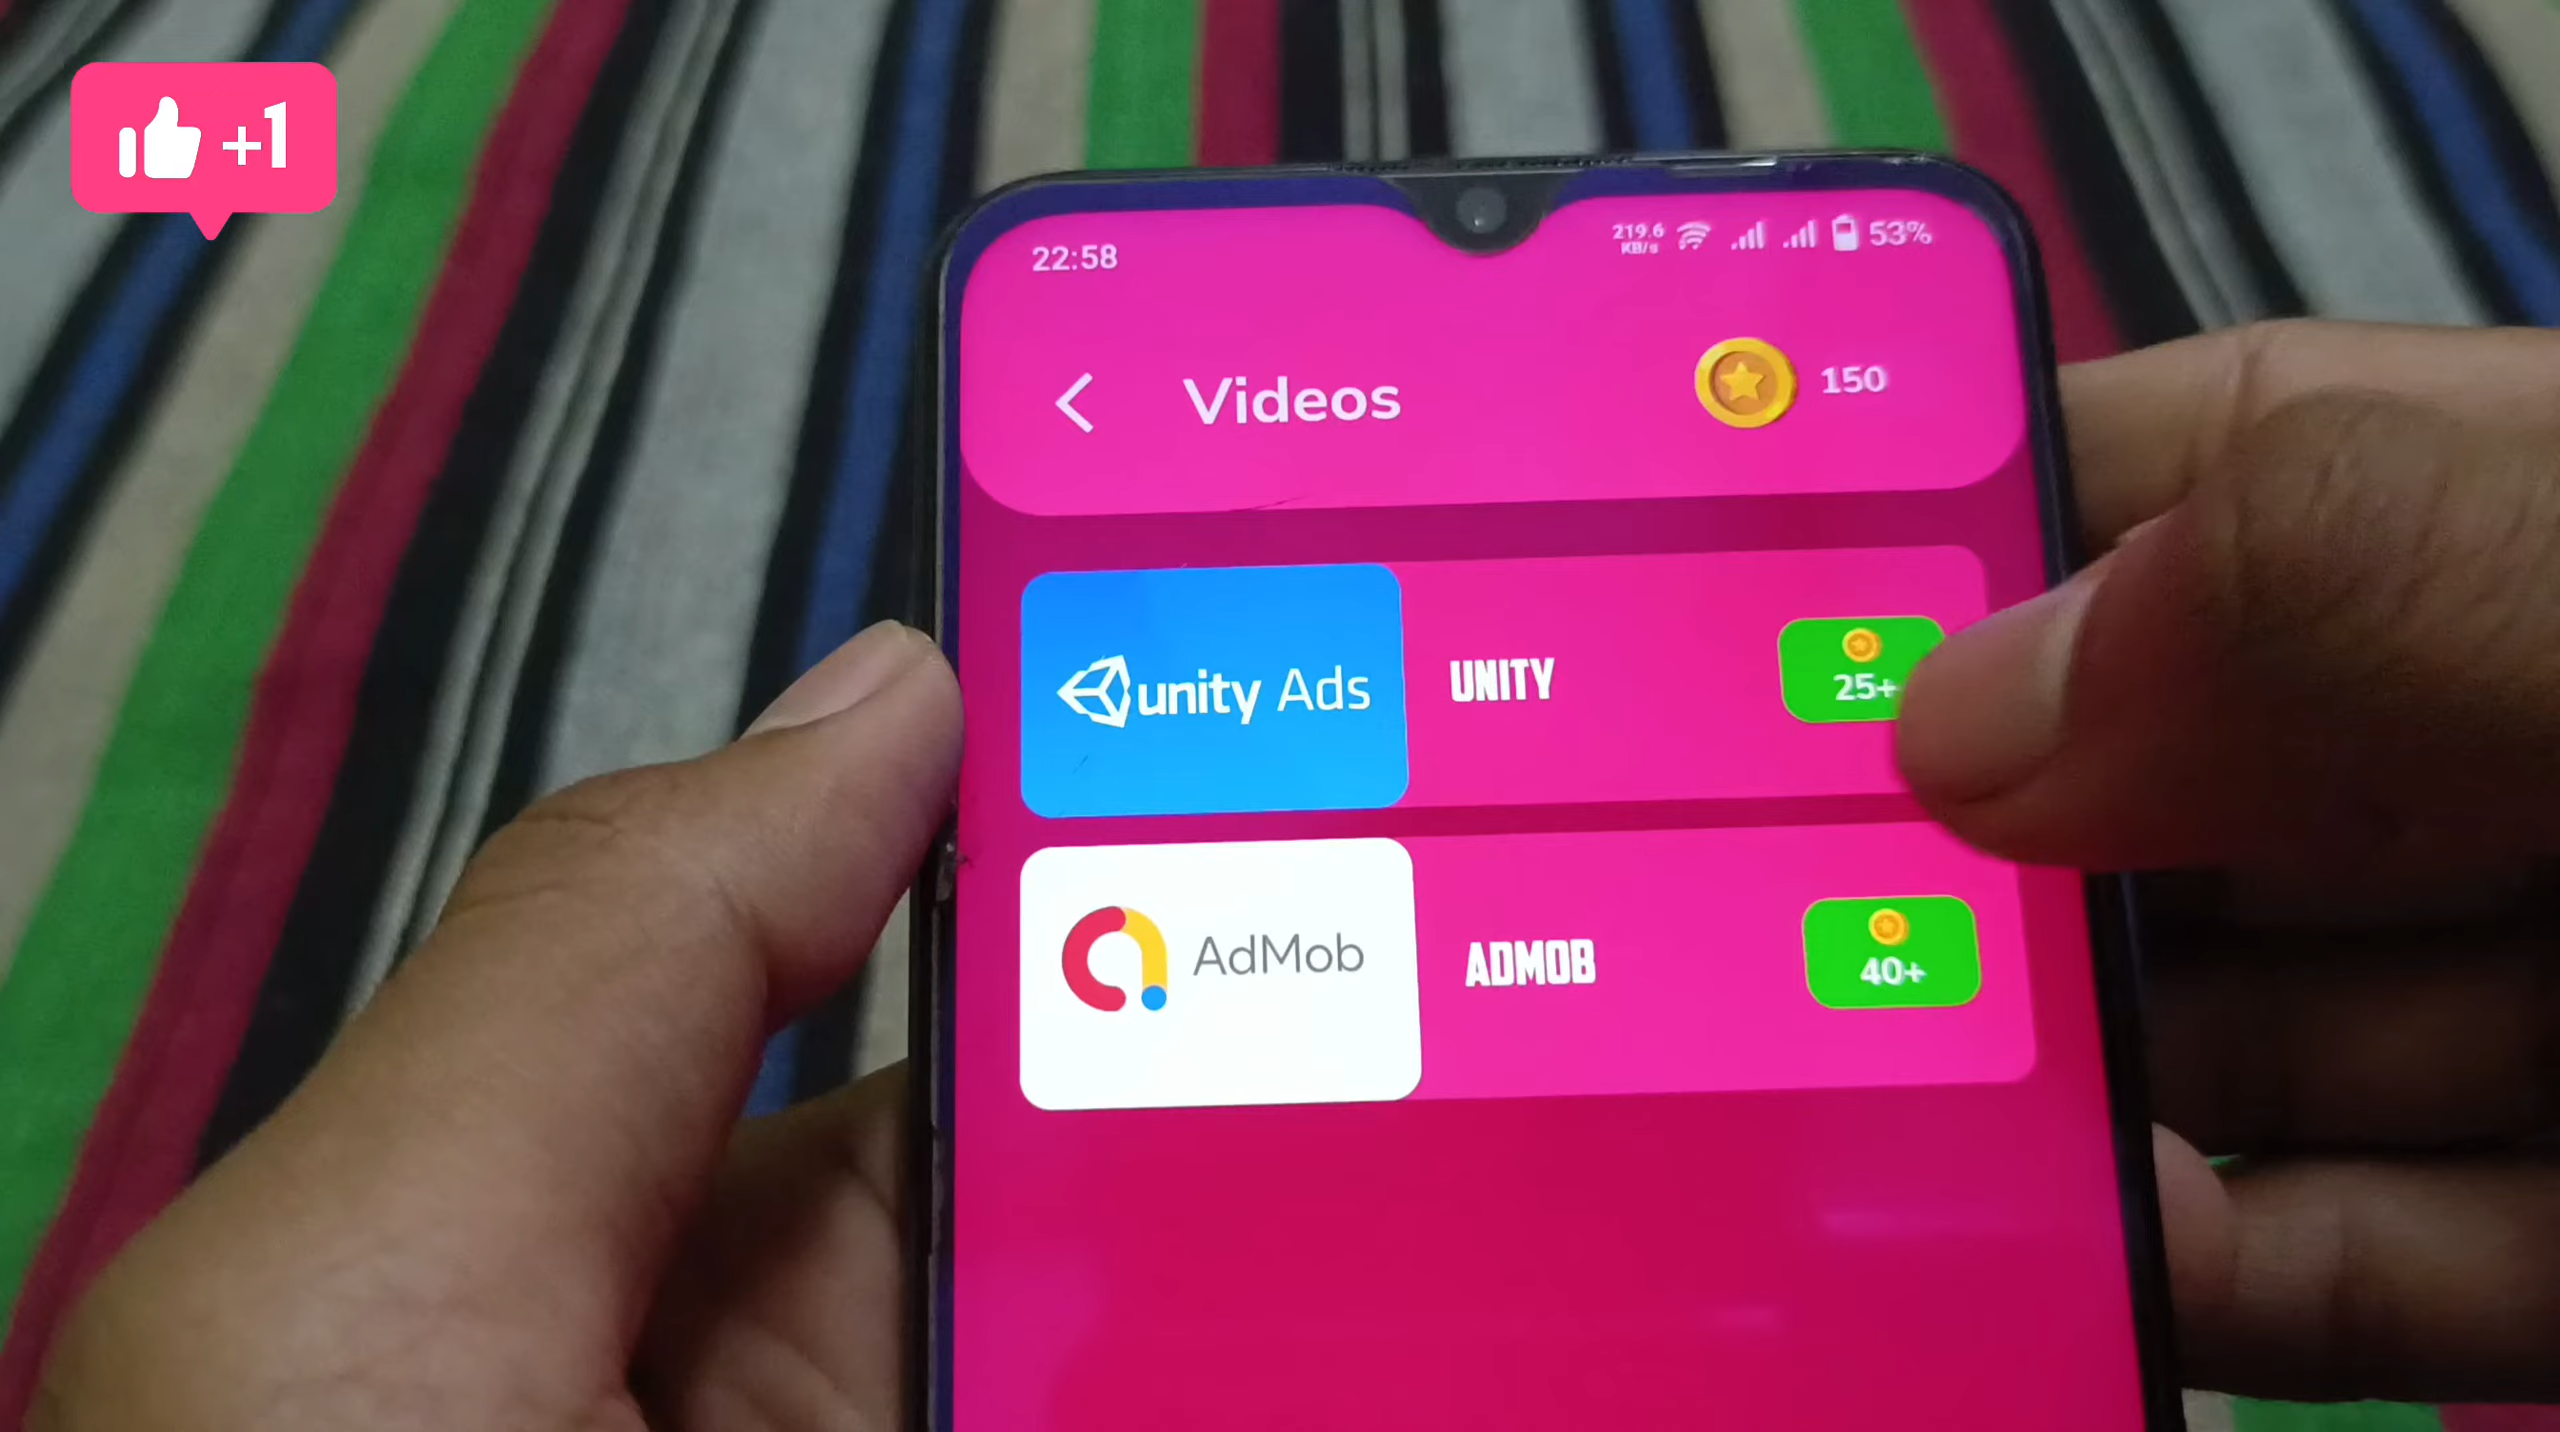 +1
22:58
219.6
KB/s
53%
Videos
150
unity Ads
UNITY
25+
AdMob
ADMOB
40+